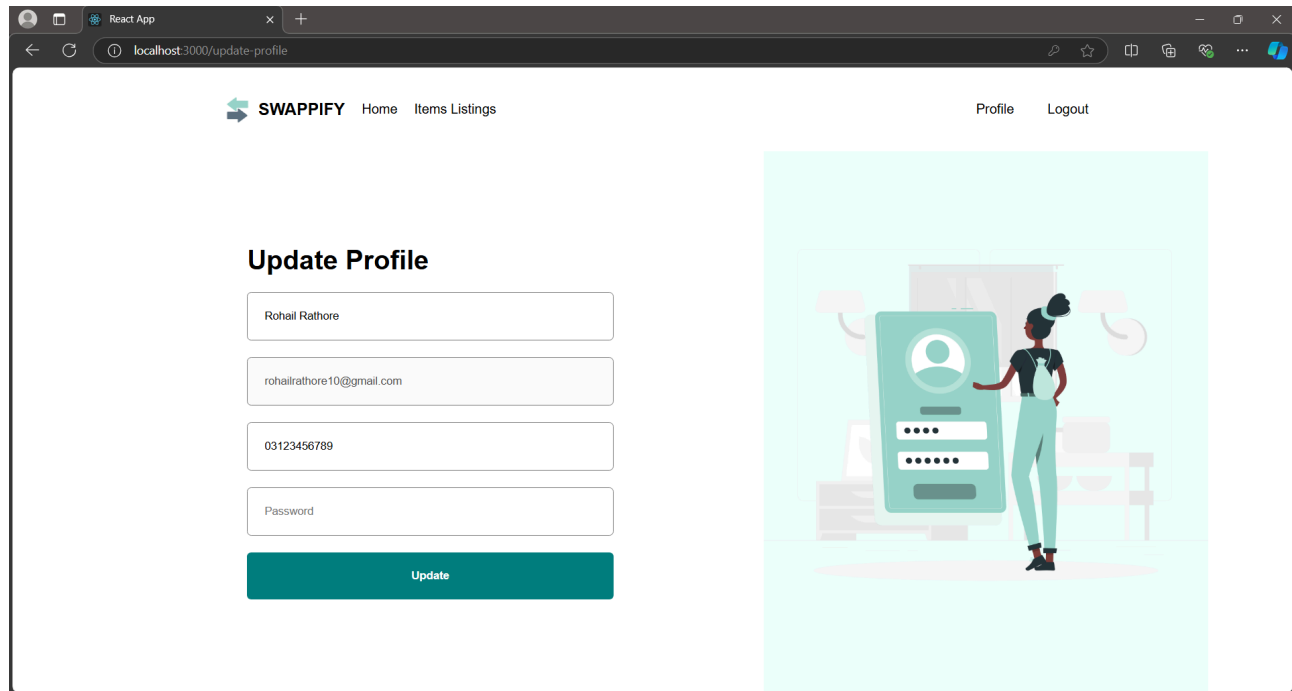 React App
localhost:3000/update-profile
SWAPPIFY Home Items Listings Profile Logout
Update Profile
Rohail Rathore
rohailrathore10@gmail.com
03123456789
Password
Update